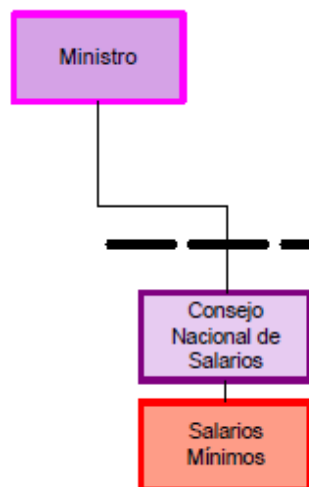 Ministro
Consejo
Nacional de
Salarios
Salarios
Mínimos